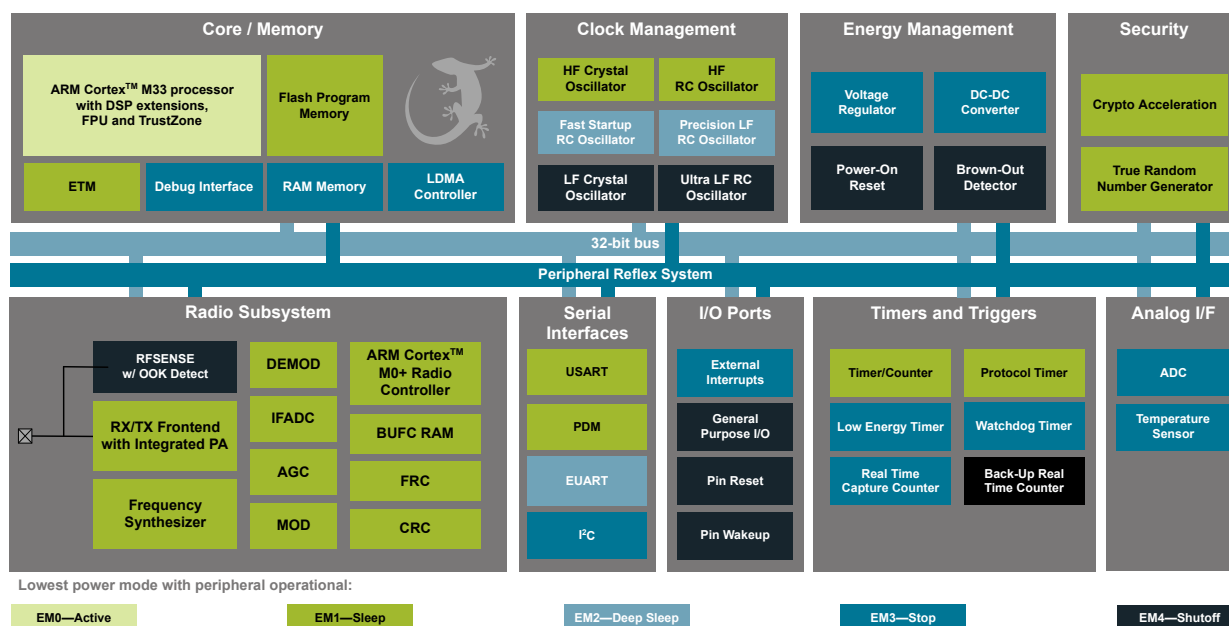 Core / Memory
ARM Cortex™ M33 processor
with DSP extensions,
FPU and TrustZone
Flash Program
Memory
ETM
Debug Interface
RAM Memory
LDMA
Controller
Clock Management
HF Crystal
Oscillator
HF
RC Oscillator
Fast Startup
RC Oscillator
Precision LF
RC Oscillator
LF Crystal
Oscillator
Ultra LF RC
Oscillator
Energy Management
Voltage
Regulator
DC-DC
Converter
Power-On
Reset
Brown-Out
Detector
Security
Crypto Acceleration
True Random
Number Generator
32-bit bus
Peripheral Reflex System
Radio Subsystem
RFSENSE
w/ OOK Detect
RX/TX Frontend
with Integrated PA
Frequency
Synthesizer
DEMOD
IFADC
AGC
MOD
ARM Cortex™
M0+ Radio
Controller
BUFC RAM
FRC
CRC
Serial
Interfaces
USART
PDM
EUART
I²C
I/O Ports
External
Interrupts
General
Purpose I/O
Pin Reset
Pin Wakeup
Timers and Triggers
Timer/Counter
Protocol Timer
Low Energy Timer
Watchdog Timer
Real Time
Capture Counter
Back-Up Real
Time Counter
Analog I/F
ADC
Temperature
Sensor
Lowest power mode with peripheral operational:
EM0—Active
EM1—Sleep
EM2—Deep Sleep
EM3—Stop
EM4—Shutoff